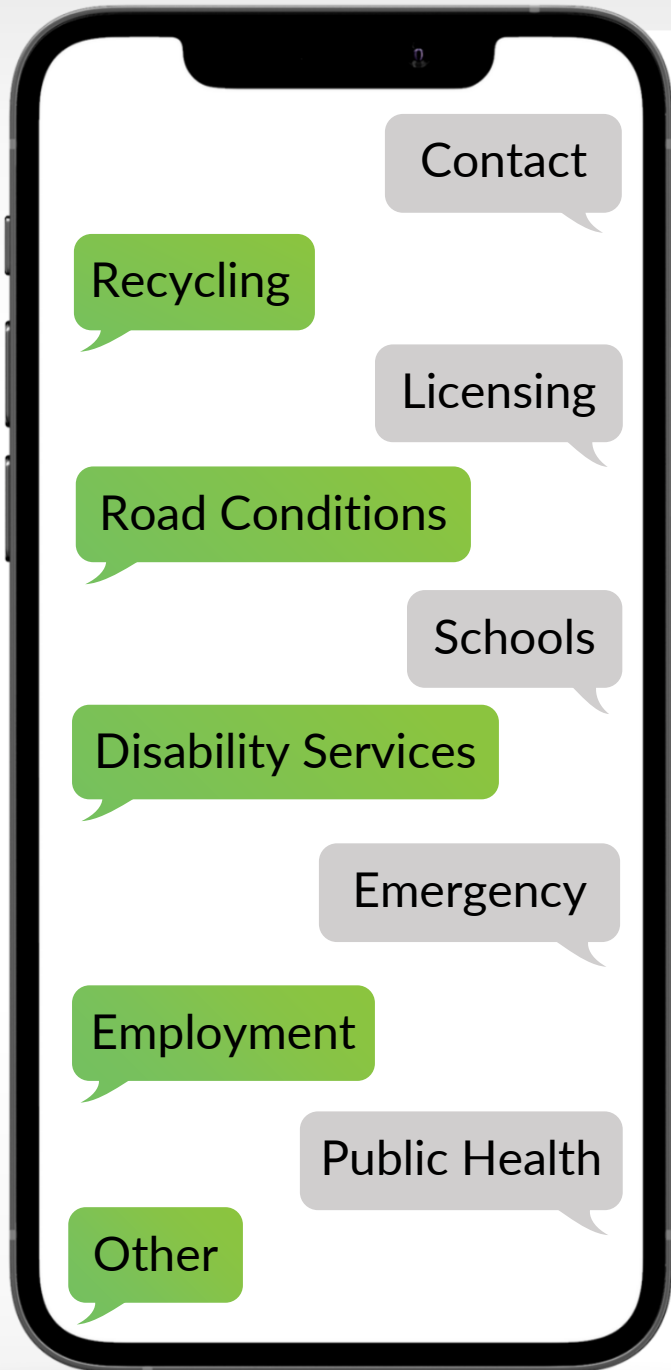 Contact
Recycling
Licensing
Road Conditions
Schools
Disability Services
Emergency
Employment
Public Health
Other